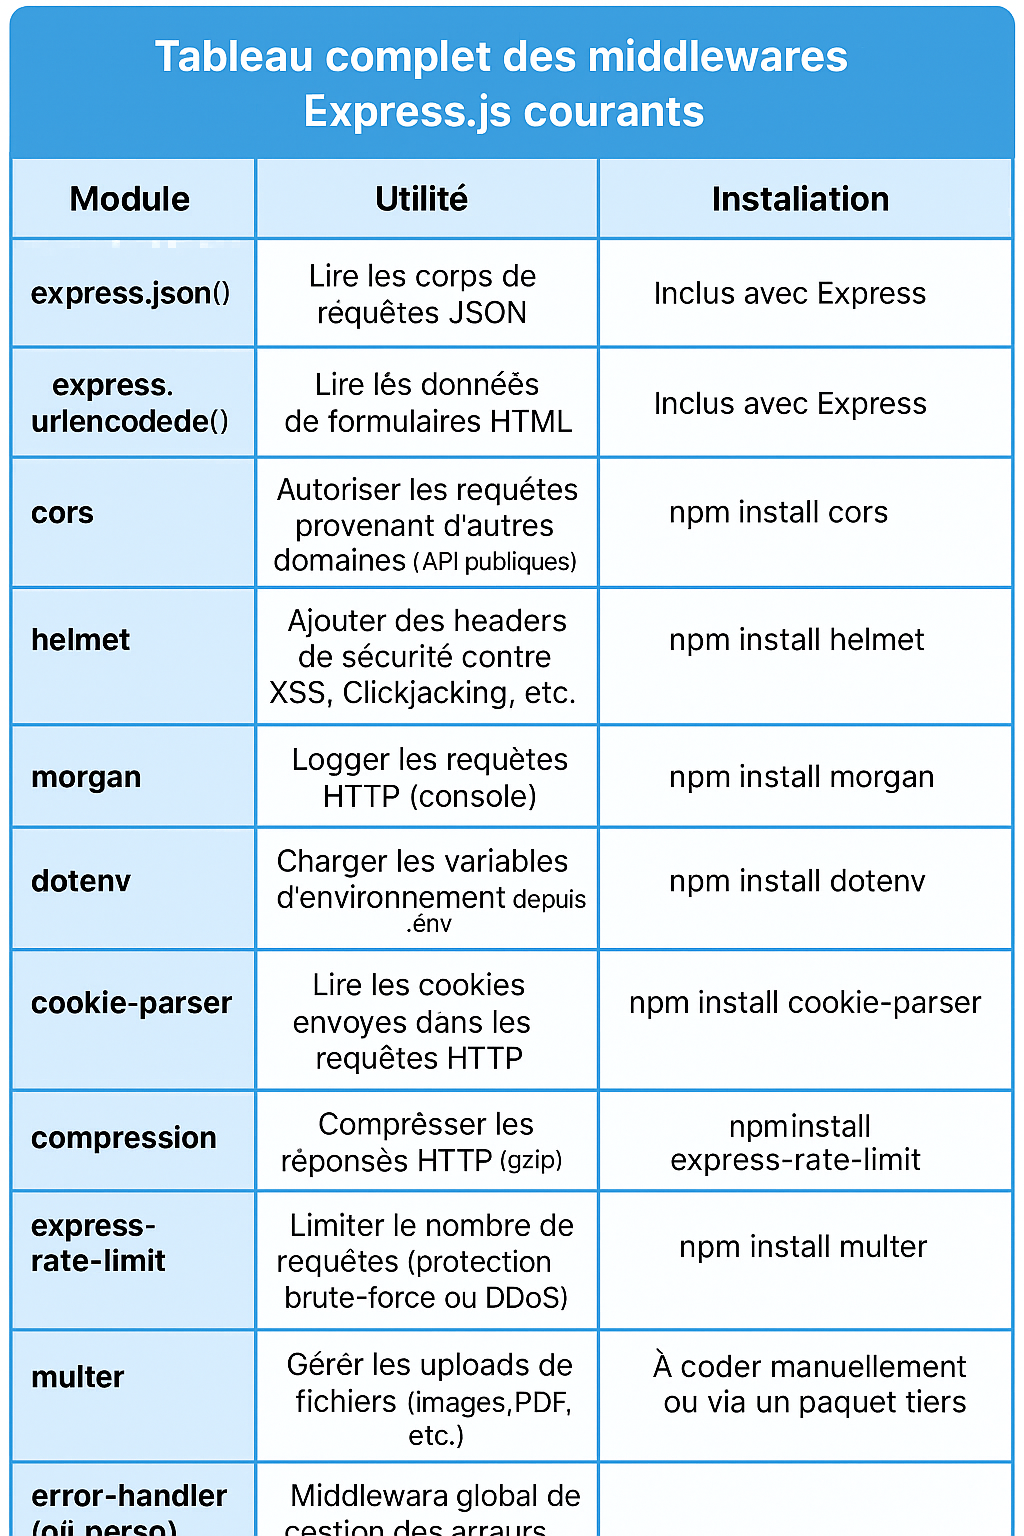 Tableau complet des middlewares
Express.js courants
Module
Utilité
Instaliation
express.json()
Lire les corps de
réquêtes JSON
Inclus avec Express
express.
urlencodede()
Lire lés donnéês
de formulaires HTML
Inclus avec Express
cors
Autoriser les requétes
provenant d'autres
domaines (API publiques)
npm install cors
helmet
Ajouter des headers
de sécurité contre
XSS, Clickjacking, etc.
npm install helmet
morgan
Logger les requètes
HTTP (console)
npm install morgan
dotenv
Charger les variables
d'environnement depuis
.énv
npm install dotenv
cookie-parser
Lire les cookies
envoyes dans les
requêtes HTTP
npm install cookie-parser
compression
Comprêsser les
réponsès HTTP (gzip)
npminstall
express-rate-limit
express-
rate-limit
Limiter le nombre de
requêtes (protection
brute-force ou DDoS)
npm install multer
multer
Gérêr les uploads de
fichiers (images,PDF,
etc.)
À coder manuellement
ou via un paquet tiers
error-handler
perso)
Middlewara global de
cestion des arraurs